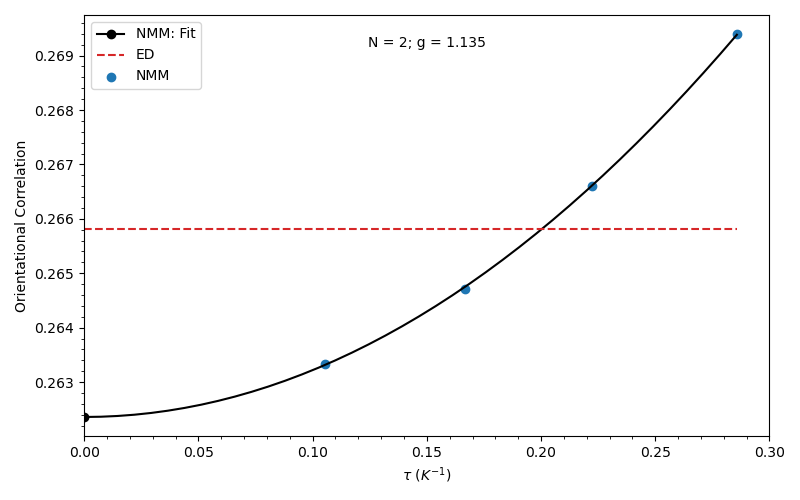 NMM: Fit
ED
NMM
N = 2; g = 1.135
0.269
0.268
0.267
0.266
0.265
0.264
0.263
Orientational Correlation
0.00
0.05
0.10
0.15
0.20
0.25
0.30
τ (K⁻¹)